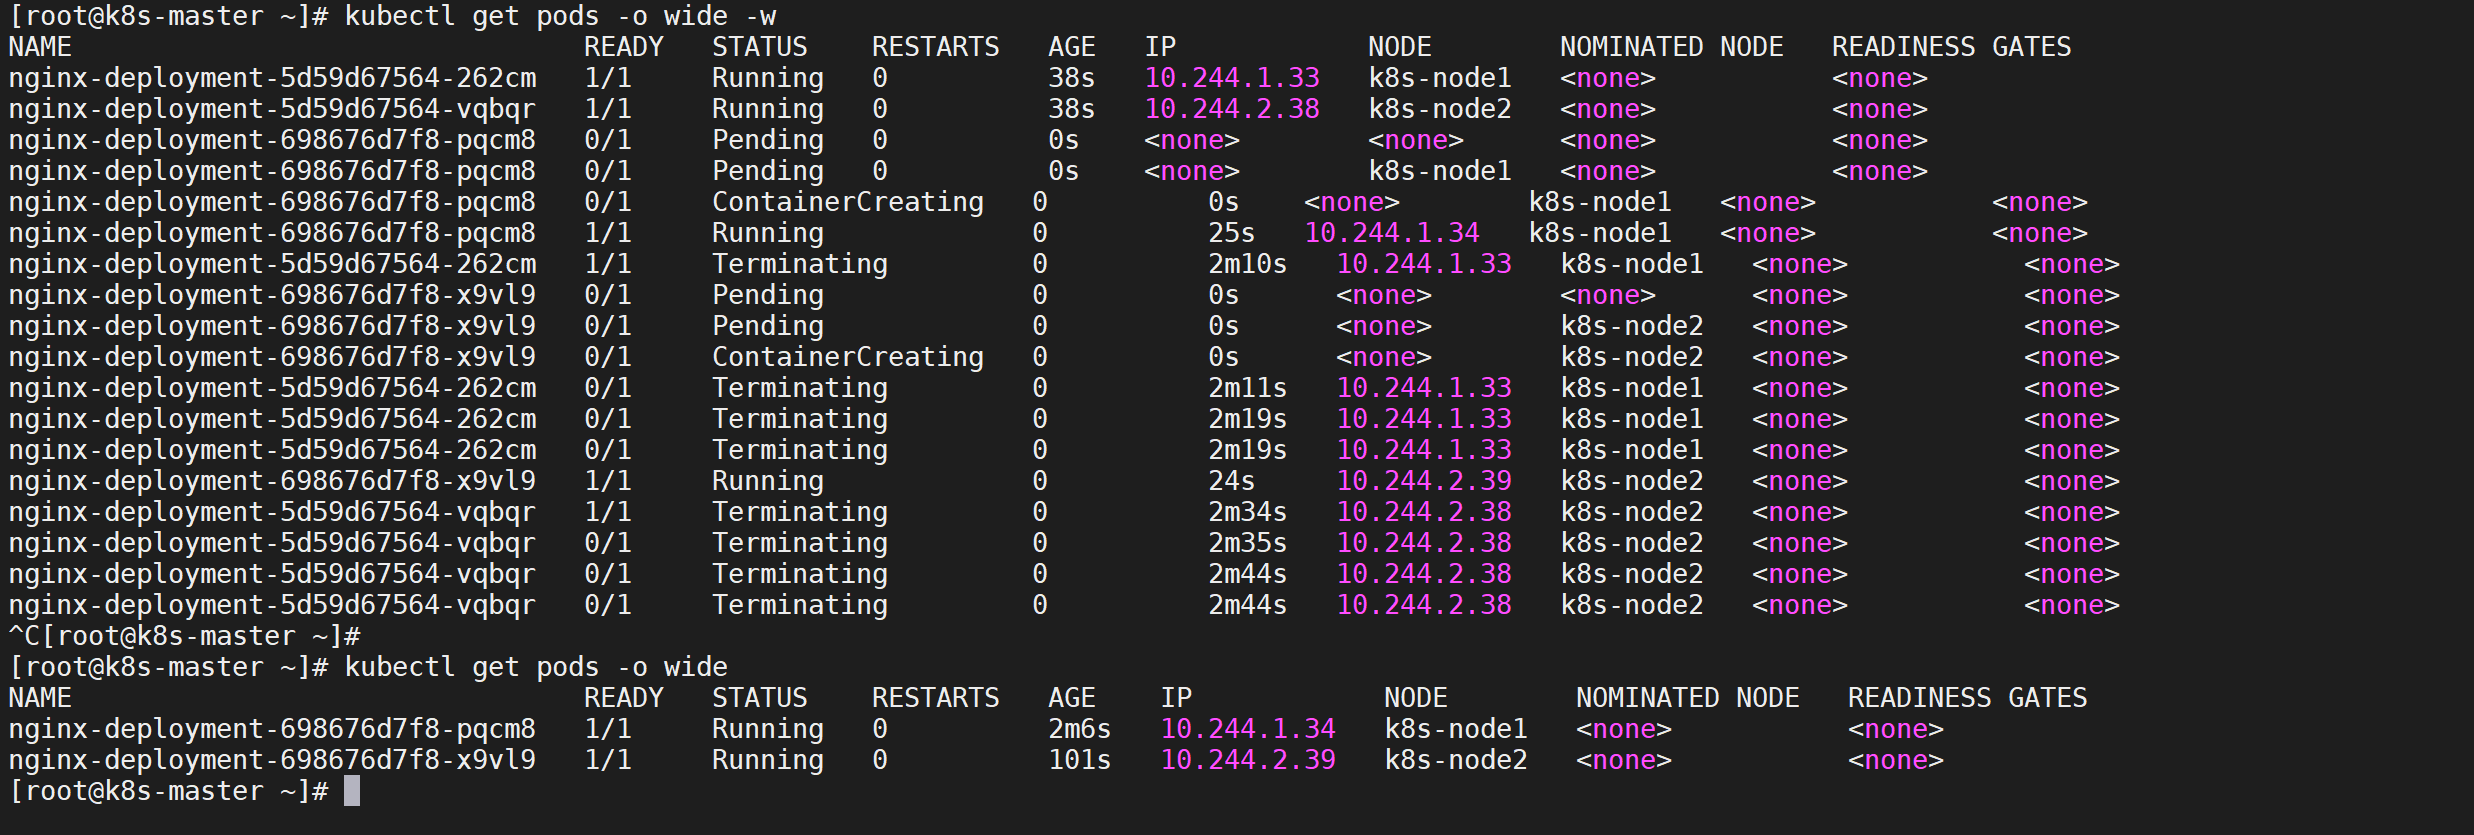 [root@k8s-master ~]# kubectl get pods -o wide -w
NAME                                READY   STATUS    RESTARTS   AGE   IP            NODE        NOMINATED NODE   READINESS GATES
nginx-deployment-5d59d67564-262cm   1/1     Running   0          38s   10.244.1.33   k8s-node1   <none>           <none>
nginx-deployment-5d59d67564-vqbqr   1/1     Running   0          38s   10.244.2.38   k8s-node2   <none>           <none>
nginx-deployment-698676d7f8-pqcm8   0/1     Pending   0          0s    <none>        <none>      <none>           <none>
nginx-deployment-698676d7f8-pqcm8   0/1     Pending   0          0s    <none>        k8s-node1   <none>           <none>
nginx-deployment-698676d7f8-pqcm8   0/1     ContainerCreating   0          0s    <none>        k8s-node1   <none>           <none>
nginx-deployment-698676d7f8-pqcm8   1/1     Running             0          25s   10.244.1.34   k8s-node1   <none>           <none>
nginx-deployment-5d59d67564-262cm   1/1     Terminating         0          2m10s   10.244.1.33   k8s-node1   <none>           <none>
nginx-deployment-698676d7f8-x9vl9   0/1     Pending             0          0s      <none>        <none>      <none>           <none>
nginx-deployment-698676d7f8-x9vl9   0/1     Pending             0          0s      <none>        k8s-node2   <none>           <none>
nginx-deployment-698676d7f8-x9vl9   0/1     ContainerCreating   0          0s      <none>        k8s-node2   <none>           <none>
nginx-deployment-5d59d67564-262cm   0/1     Terminating         0          2m11s   10.244.1.33   k8s-node1   <none>           <none>
nginx-deployment-5d59d67564-262cm   0/1     Terminating         0          2m19s   10.244.1.33   k8s-node1   <none>           <none>
nginx-deployment-5d59d67564-262cm   0/1     Terminating         0          2m19s   10.244.1.33   k8s-node1   <none>           <none>
nginx-deployment-698676d7f8-x9vl9   1/1     Running             0          24s     10.244.2.39   k8s-node2   <none>           <none>
nginx-deployment-5d59d67564-vqbqr   1/1     Terminating         0          2m34s   10.244.2.38   k8s-node2   <none>           <none>
nginx-deployment-5d59d67564-vqbqr   0/1     Terminating         0          2m35s   10.244.2.38   k8s-node2   <none>           <none>
nginx-deployment-5d59d67564-vqbqr   0/1     Terminating         0          2m44s   10.244.2.38   k8s-node2   <none>           <none>
nginx-deployment-5d59d67564-vqbqr   0/1     Terminating         0          2m44s   10.244.2.38   k8s-node2   <none>           <none>
^C[root@k8s-master ~]#
[root@k8s-master ~]# kubectl get pods -o wide
NAME                                READY   STATUS    RESTARTS   AGE    IP            NODE        NOMINATED NODE   READINESS GATES
nginx-deployment-698676d7f8-pqcm8   1/1     Running   0          2m6s   10.244.1.34   k8s-node1   <none>           <none>
nginx-deployment-698676d7f8-x9vl9   1/1     Running   0          101s   10.244.2.39   k8s-node2   <none>           <none>
[root@k8s-master ~]#